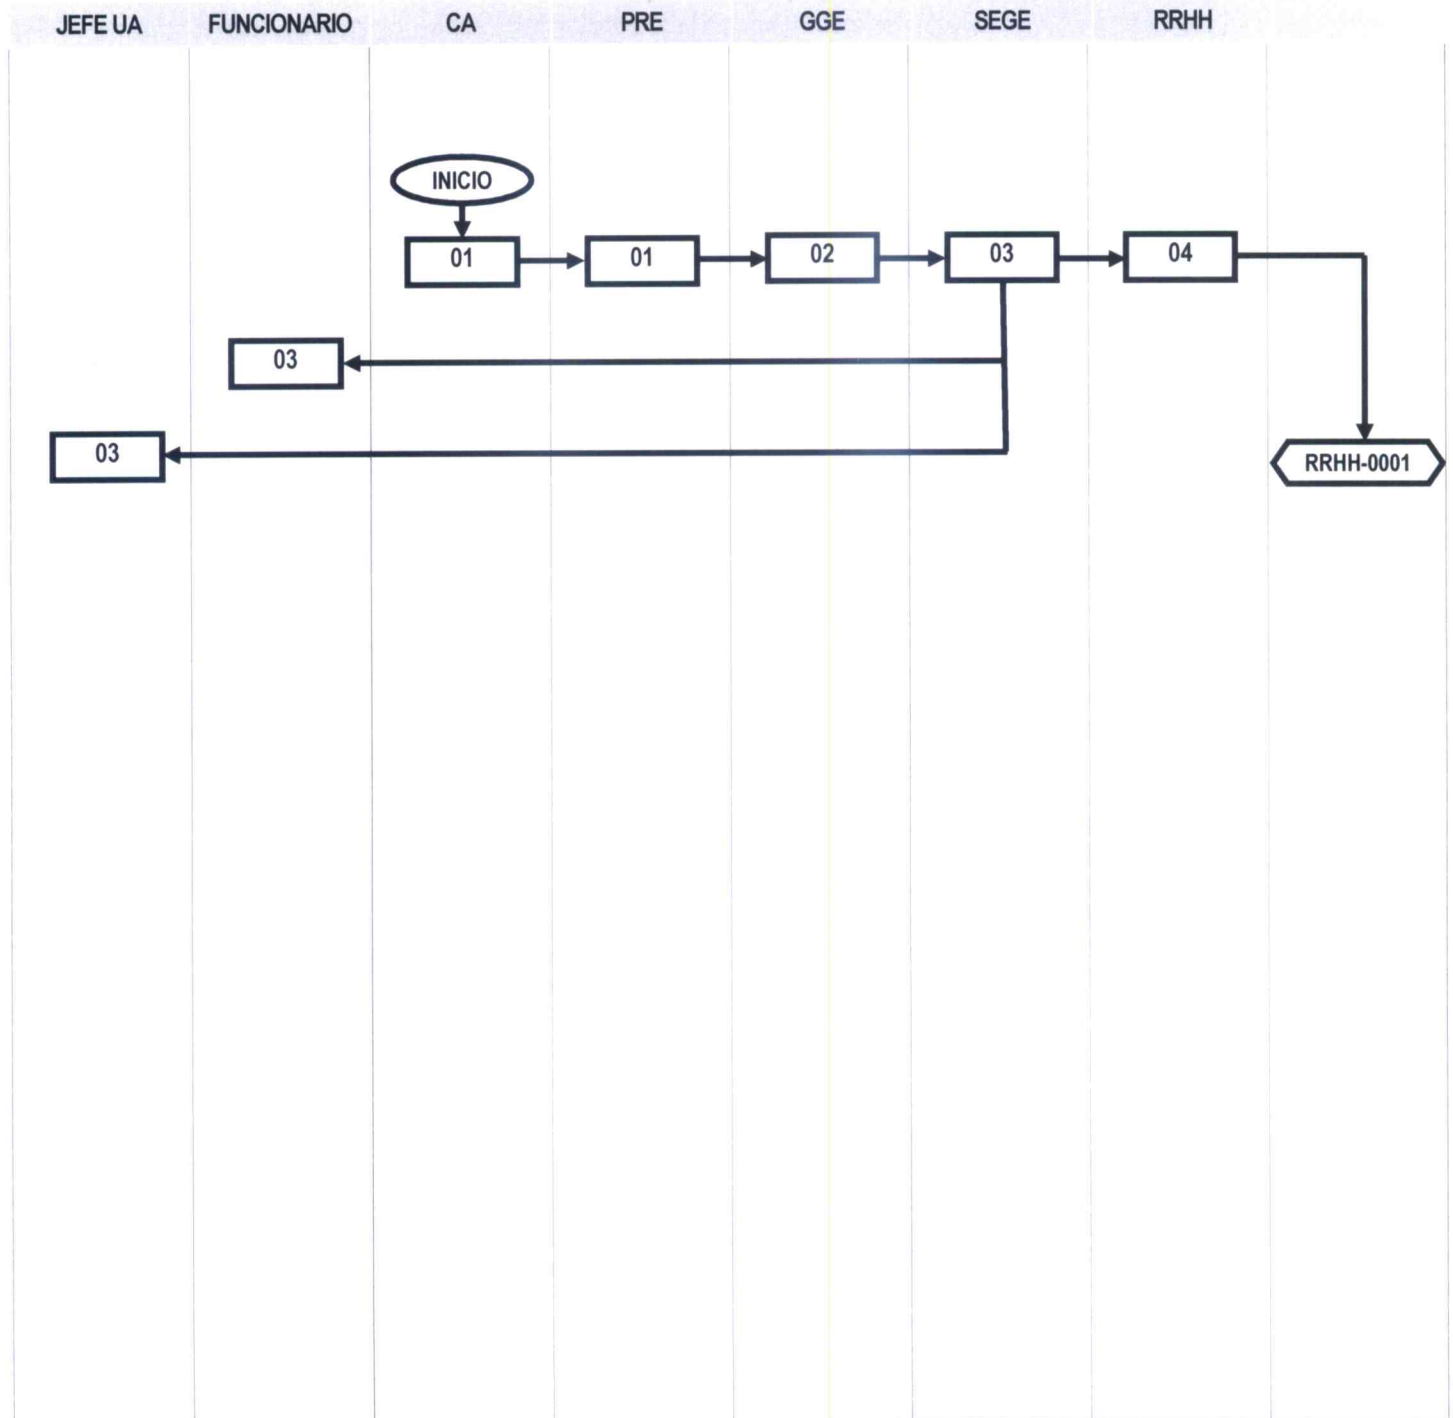 JEFE UA FUNCIONARIO CA PRE GGE SEGE RRHH
INICIO
01 01 02 03 04
03
03
RRHH-0001